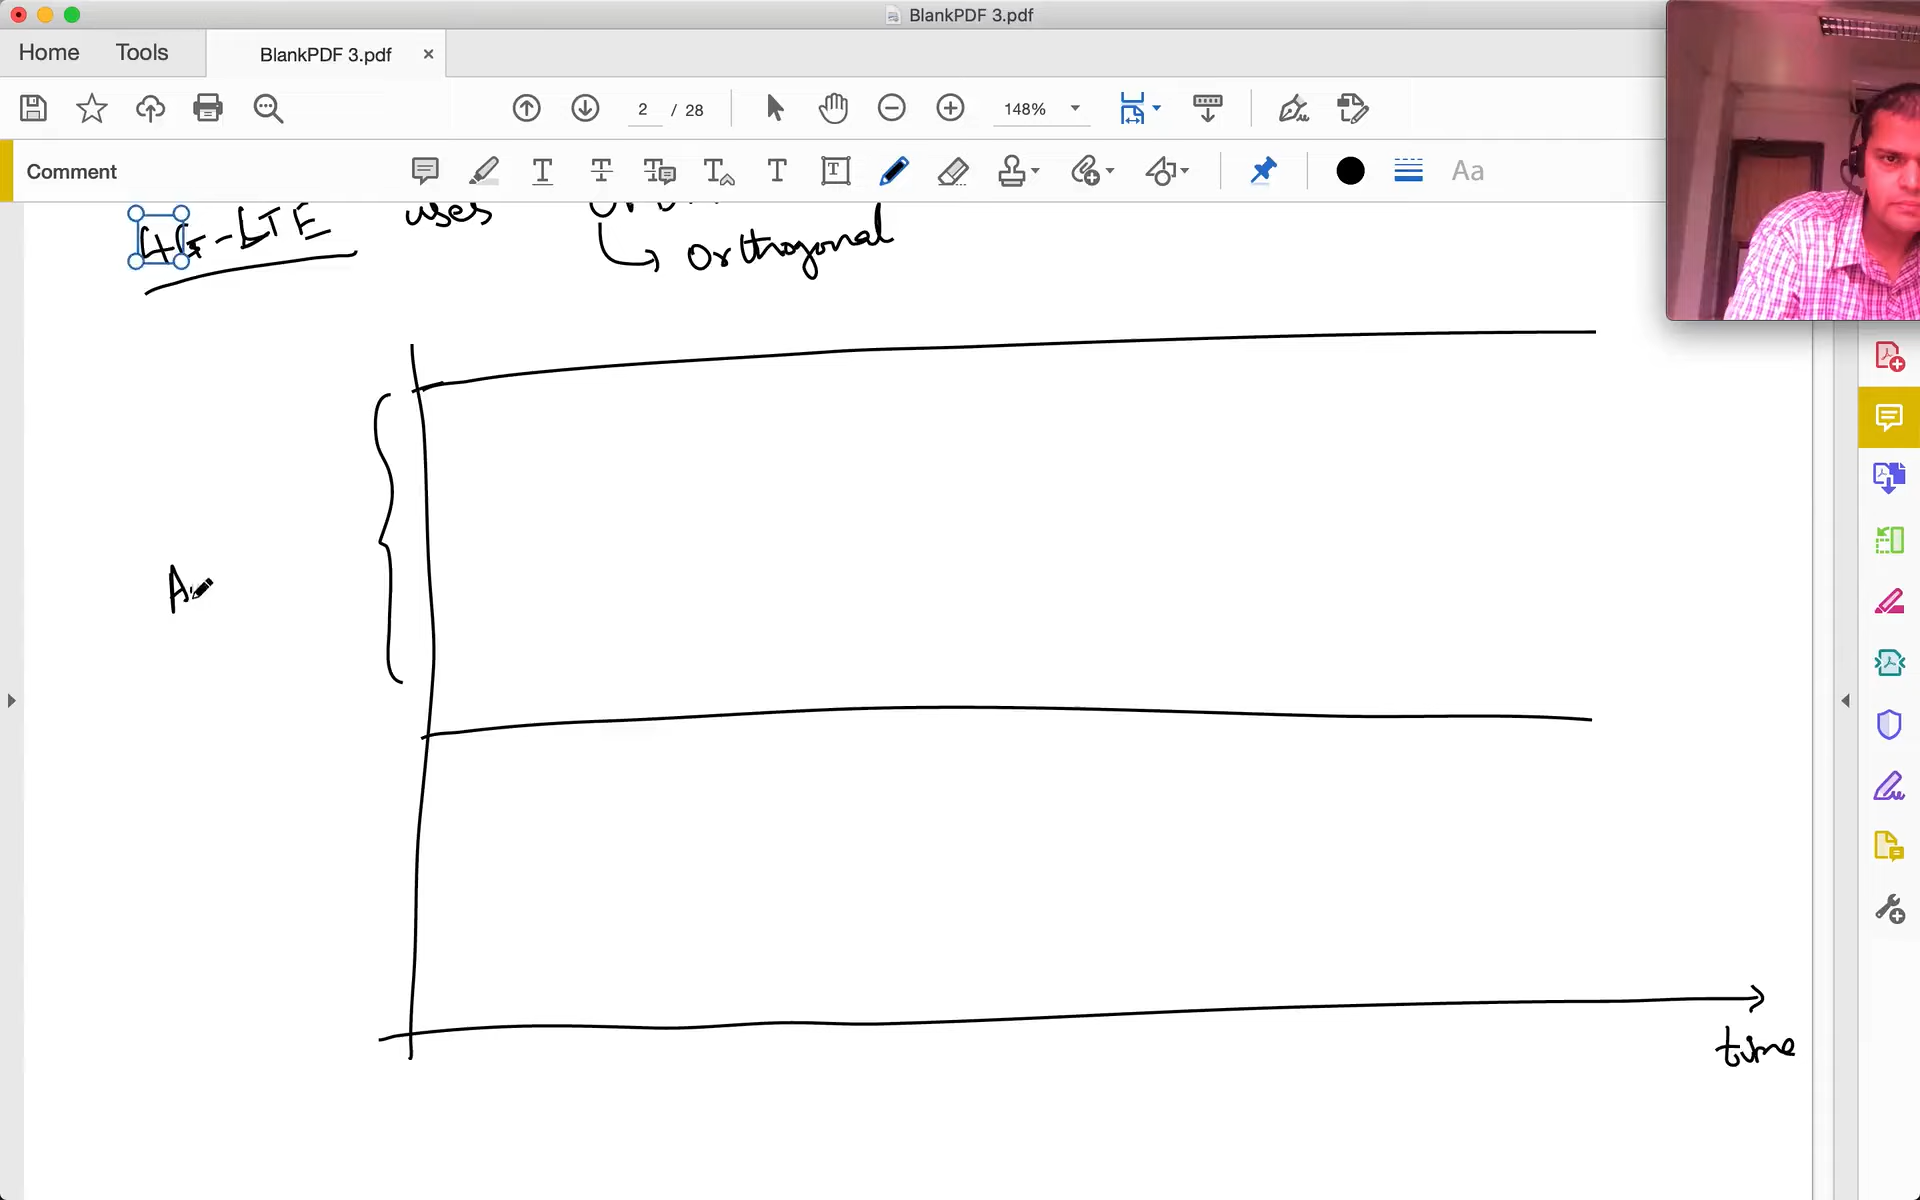 BlankPDF 3.pdf
Home Tools BlankPDF 3.pdf ×
2 / 28 148%
Comment Aa
4G-LTE uses
Orthogonal
A
time